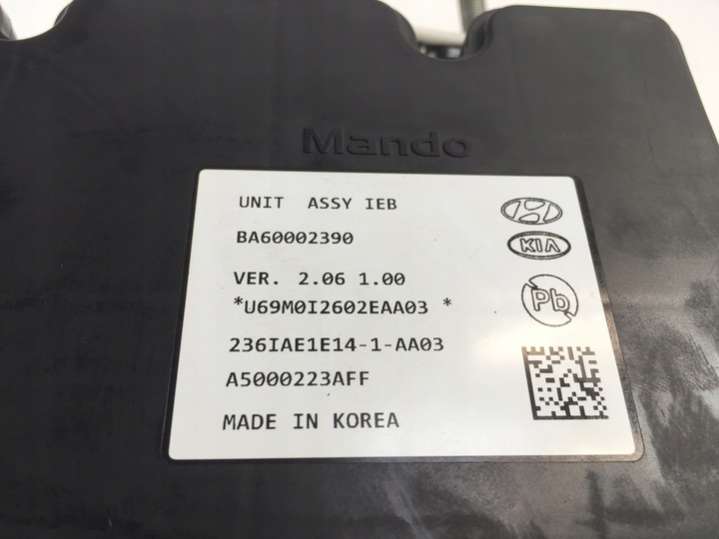 Mando
UNIT ASSY IEB
BA60002390
KIA
VER. 2.06 1.00
*U69M0I2602EAA03 *
Pb
236IAE1E14-1-AA03
A5000223AFF
MADE IN KOREA